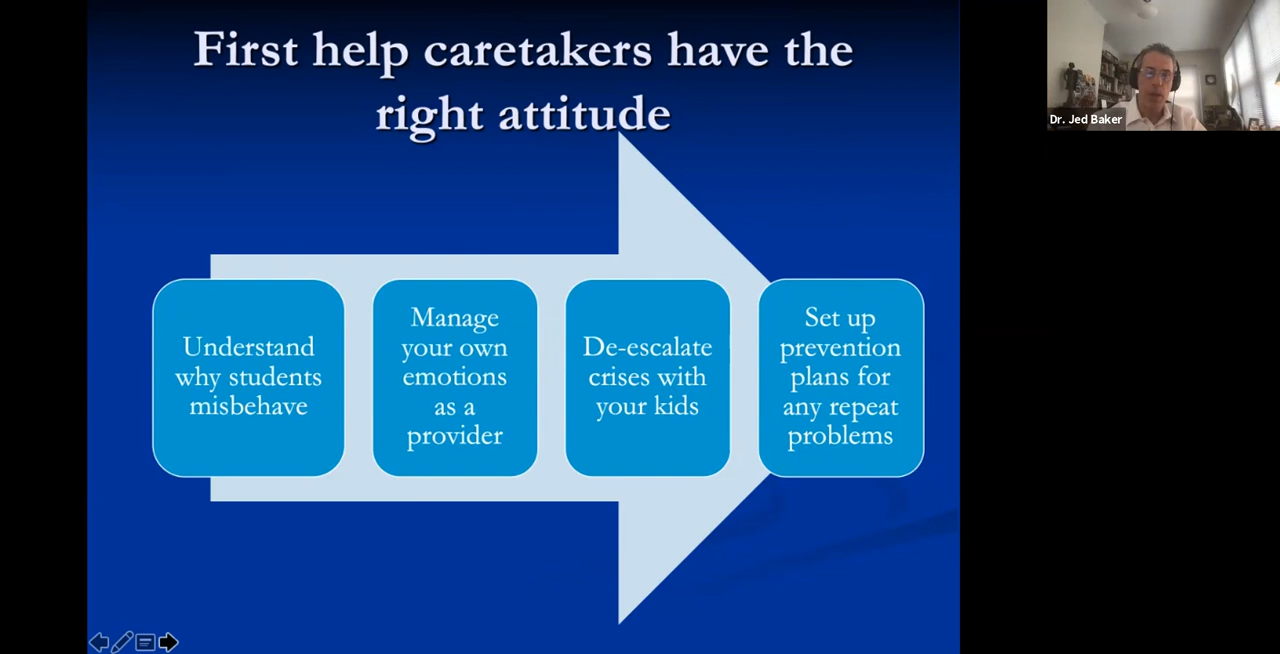 First help caretakers have the
right attitude
Understand
why students
misbehave
Manage
your own
emotions
as a
provider
De-escalate
crises with
your kids
Set up
prevention
plans for
any repeat
problems
Dr. Jed Baker